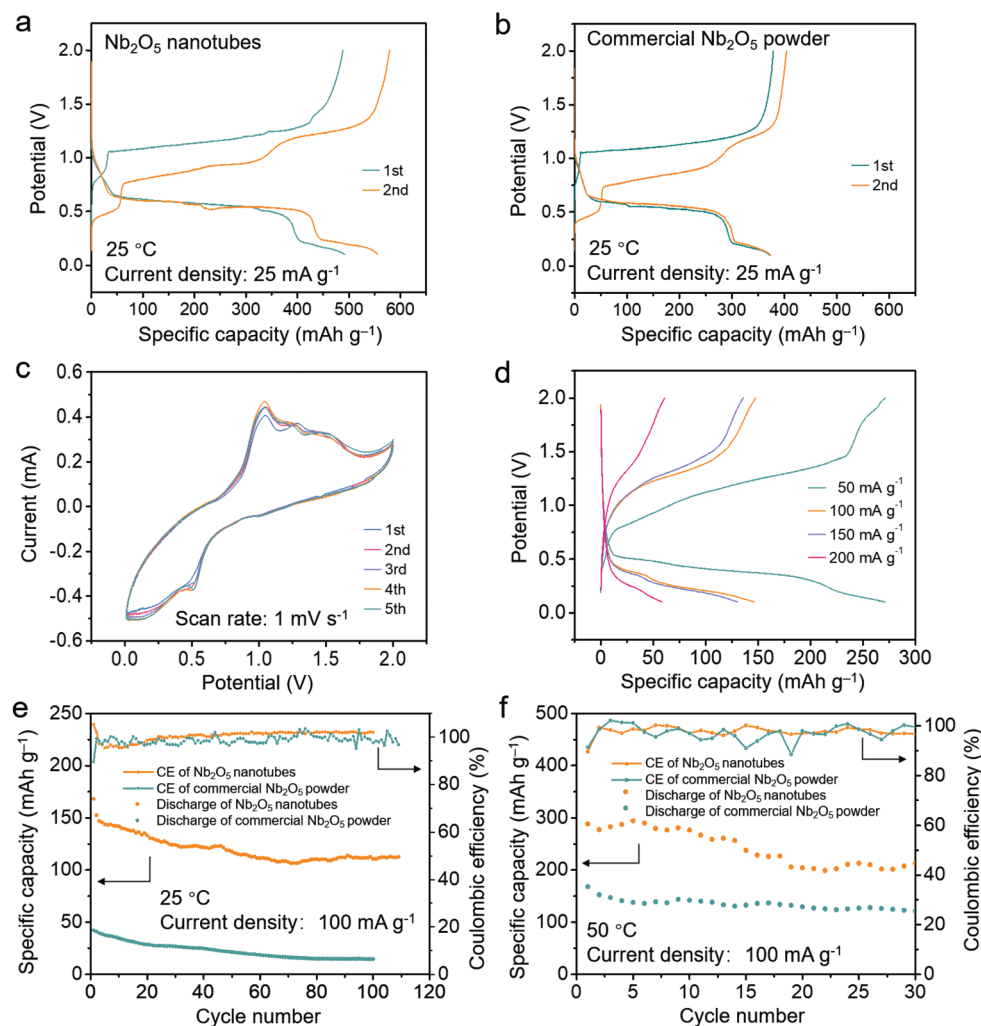 a
Nb₂O₅ nanotubes
2.0
1.5
1.0
0.5
0.0
Potential (V)
1st
2nd
25 °C
Current density: 25 mA g⁻¹
0 100 200 300 400 500 600
Specific capacity (mAh g⁻¹)
b
Commercial Nb₂O₅ powder
2.0
1.5
1.0
0.5
0.0
Potential (V)
1st
2nd
25 °C
Current density: 25 mA g⁻¹
0 100 200 300 400 500 600
Specific capacity (mAh g⁻¹)
c
0.6
0.4
0.2
0.0
-0.2
-0.4
-0.6
Current (mA)
1st
2nd
3rd
4th
5th
Scan rate: 1 mV s⁻¹
0.0 0.5 1.0 1.5 2.0
Potential (V)
d
2.0
1.5
1.0
0.5
0.0
Potential (V)
50 mA g⁻¹
100 mA g⁻¹
150 mA g⁻¹
200 mA g⁻¹
0 50 100 150 200 250 300
Specific capacity (mAh g⁻¹)
e
250
200
150
100
50
0
Specific capacity (mAh g⁻¹)
CE of Nb₂O₅ nanotubes
CE of commercial Nb₂O₅ powder
Discharge of Nb₂O₅ nanotubes
Discharge of commercial Nb₂O₅ powder
25 °C
Current density: 100 mA g⁻¹
100
80
60
40
20
0
Coulombic efficiency (%)
0 20 40 60 80 100 120
Cycle number
f
500
400
300
200
100
0
Specific capacity (mAh g⁻¹)
CE of Nb₂O₅ nanotubes
CE of commercial Nb₂O₅ powder
Discharge of Nb₂O₅ nanotubes
Discharge of commercial Nb₂O₅ powder
50 °C
Current density: 100 mA g⁻¹
100
80
60
40
20
0
Coulombic efficiency (%)
0 5 10 15 20 25 30
Cycle number